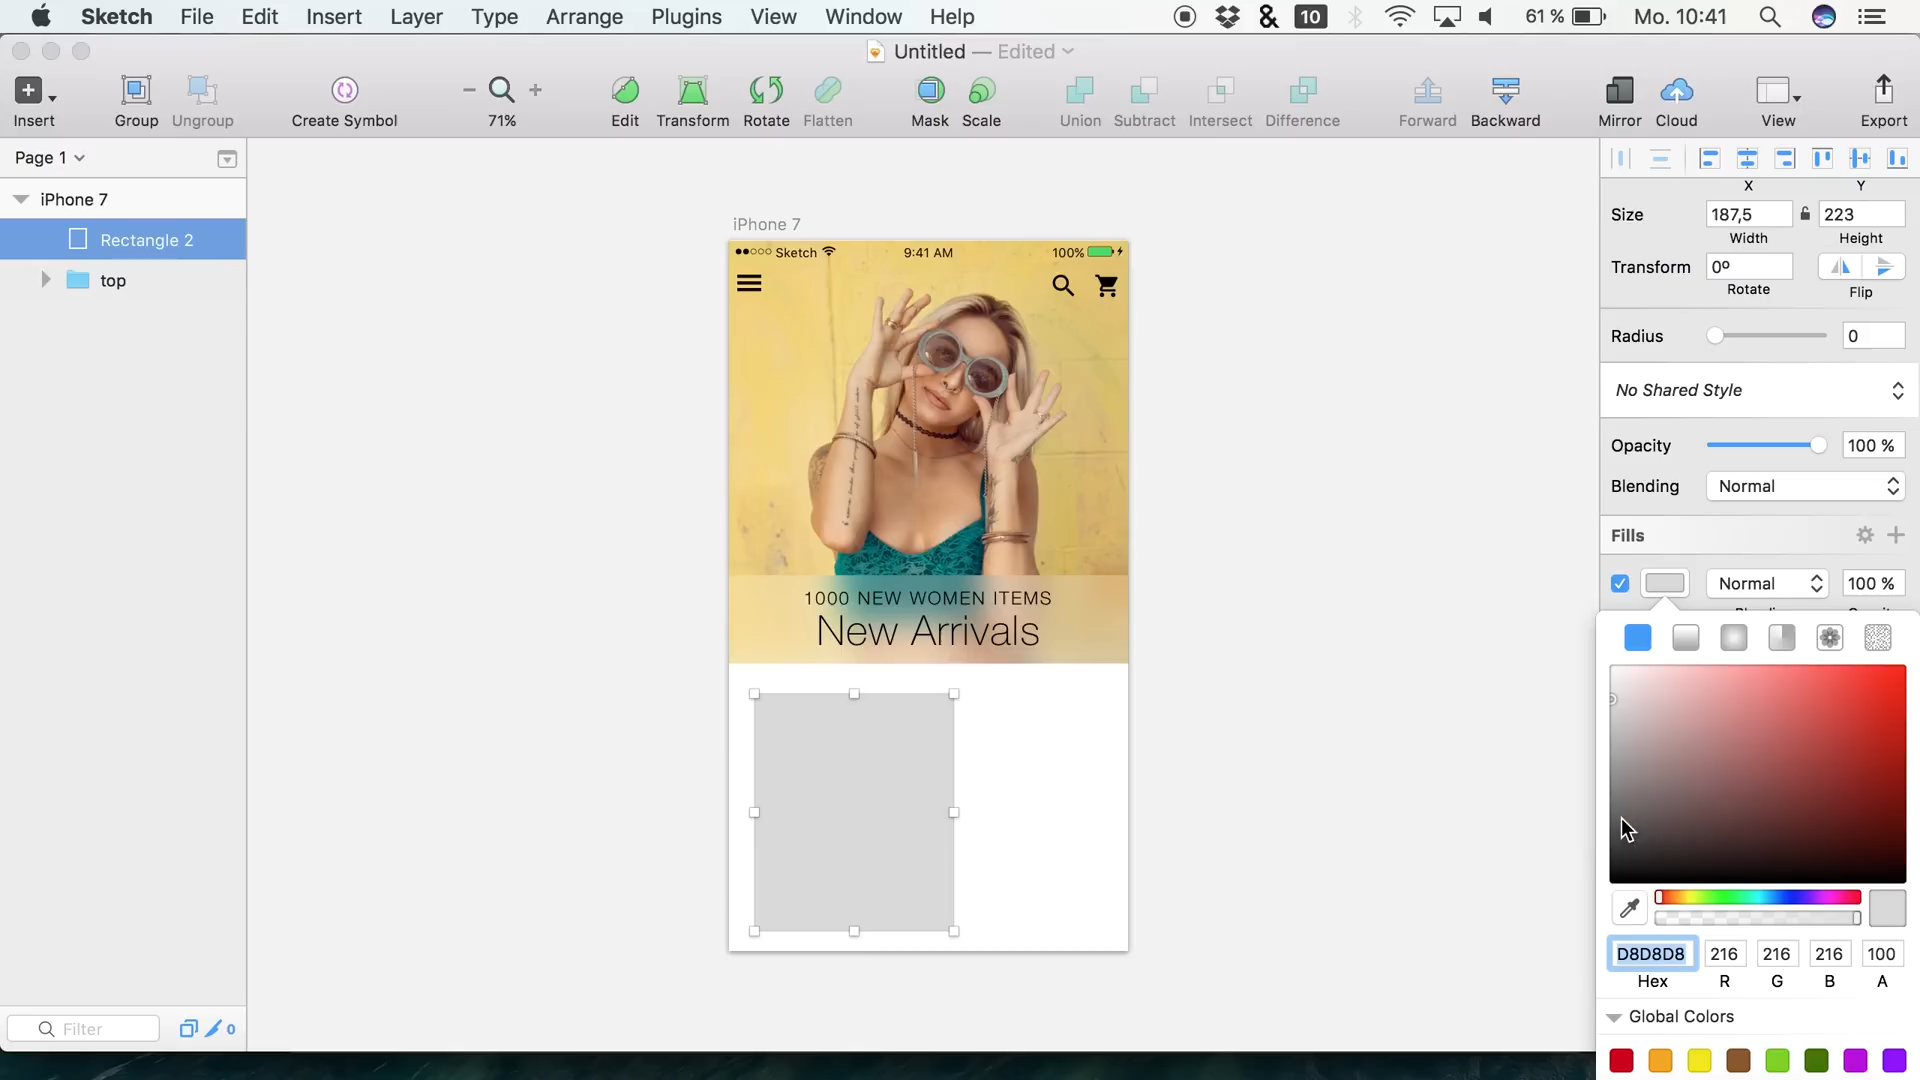 Sketch File Edit Insert Layer Type Arrange Plugins View Window Help 10 61 % Mo. 10:41
Untitled — Edited
Insert Group Ungroup Create Symbol 71% Edit Transform Rotate Flatten Mask Scale Union Subtract Intersect Difference Forward Backward Mirror Cloud View Export
Page 1
iPhone 7
Rectangle 2
top
Filter
0
iPhone 7
Sketch 9:41 AM 100%
1000 NEW WOMEN ITEMS
New Arrivals
X Y
Size 187,5 223
Width Height
Transform 0º
Rotate Flip
Radius 0
No Shared Style
Opacity 100 %
Blending Normal
Fills
Normal 100 %
D8D8D8 216 216 216 100
Hex R G B A
Global Colors